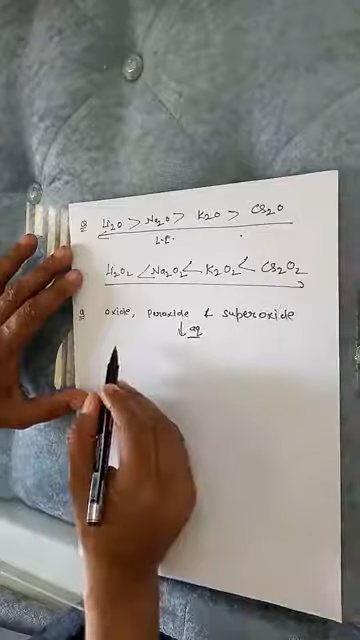 Q Li2O > Na2O > K2O > Cs2O
L.E.
Li2O2 < Na2O2 < K2O2 < Cs2O2
Q oxide, peroxide & superoxide
↓ aq